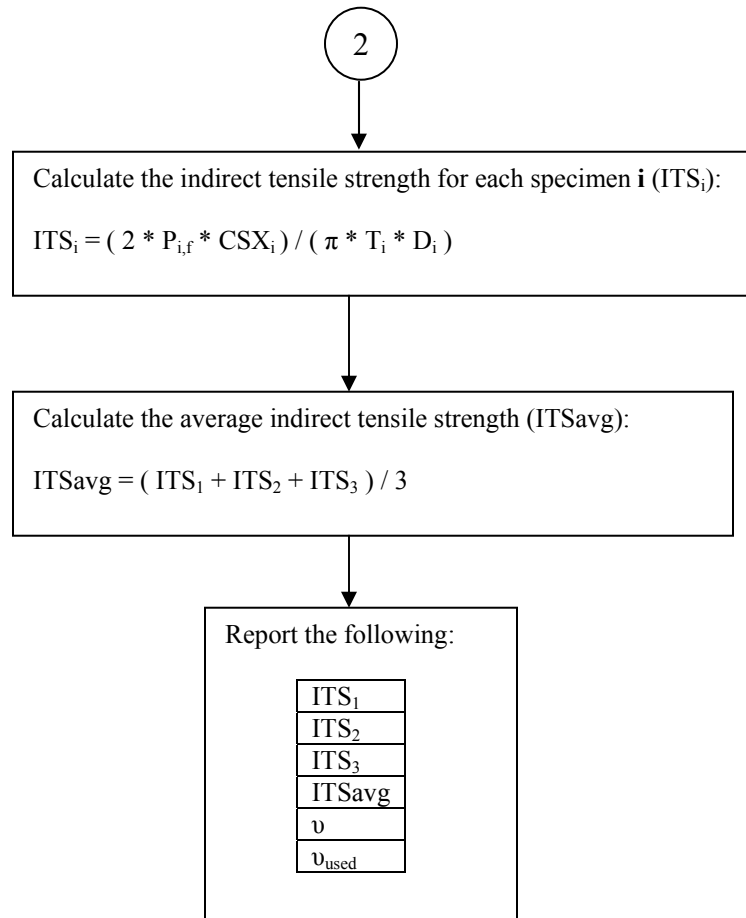 2
Calculate the indirect tensile strength for each specimen i (ITSᵢ):
ITSᵢ = ( 2 * Pᵢ,f * CSXᵢ ) / ( π * Tᵢ * Dᵢ )
Calculate the average indirect tensile strength (ITSavg):
ITSavg = ( ITS₁ + ITS₂ + ITS₃ ) / 3
Report the following:
ITS₁
ITS₂
ITS₃
ITSavg
υ
υused